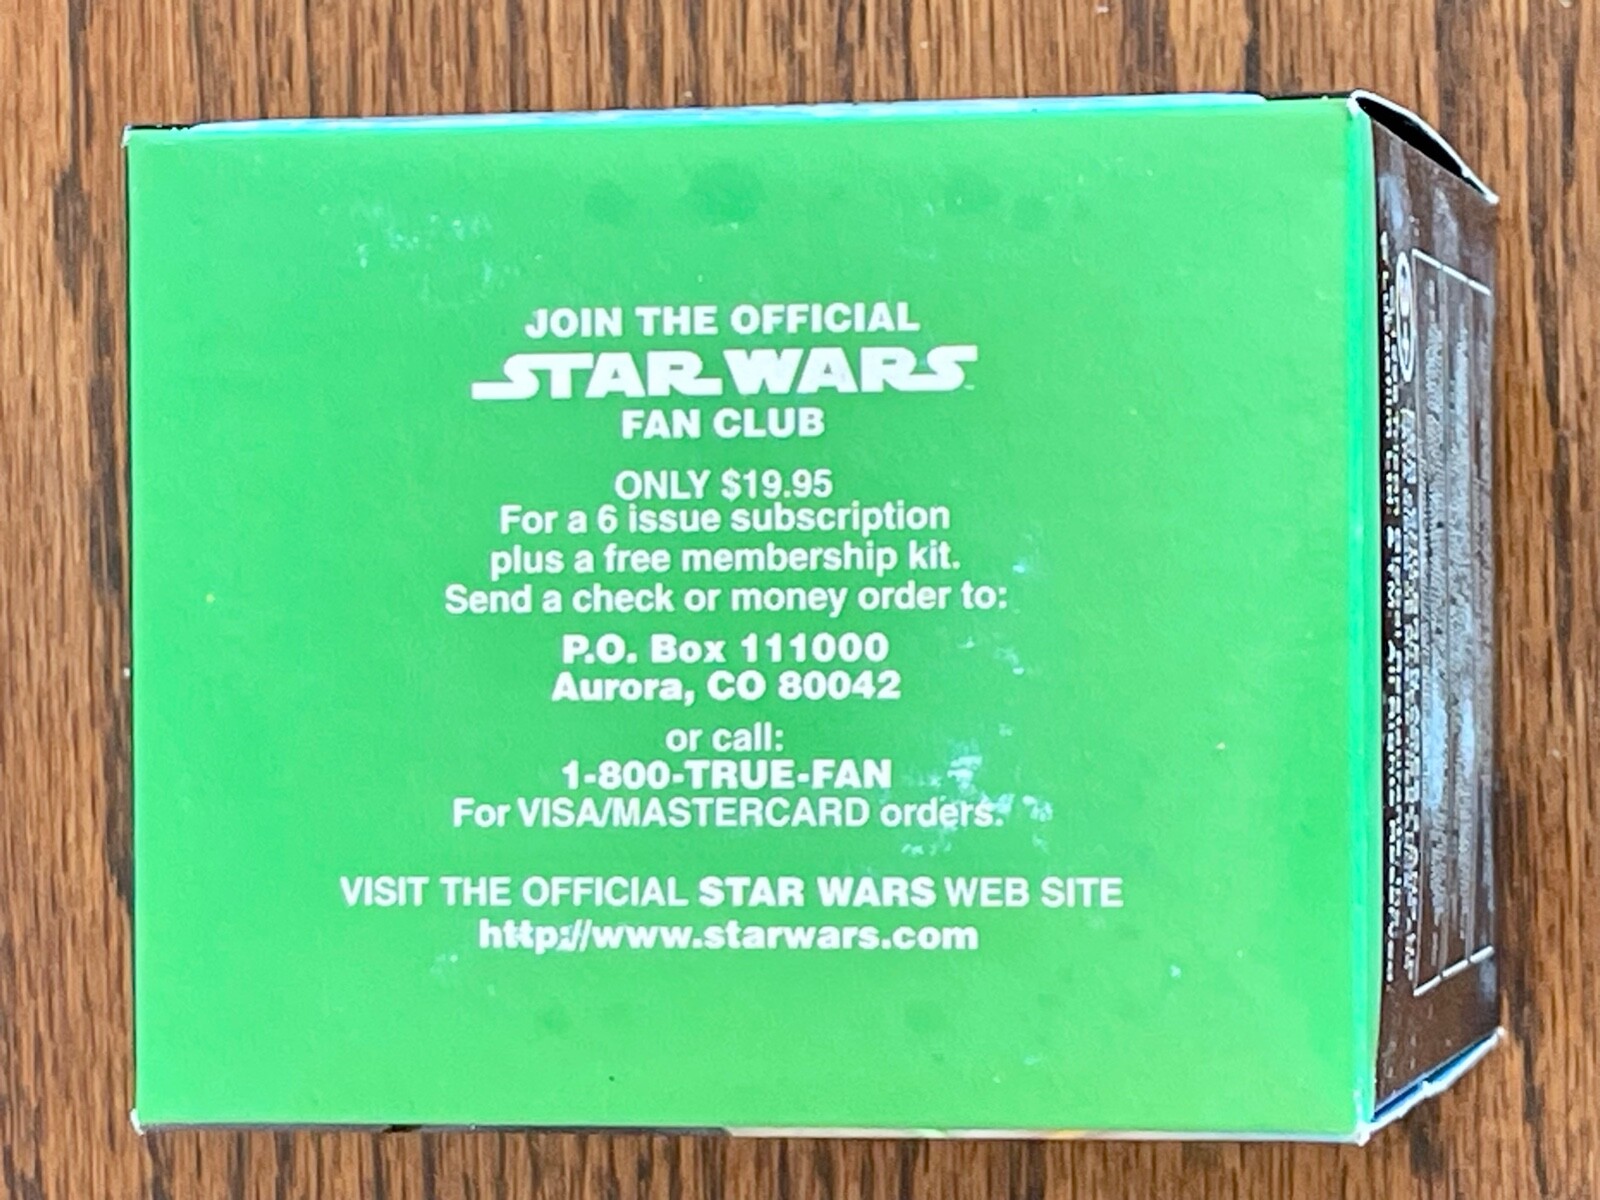 JOIN THE OFFICIAL
STAR WARS
FAN CLUB
ONLY $19.95
For a 6 issue subscription
plus a free membership kit.
Send a check or money order to:
P.O. Box 111000
Aurora, CO 80042
or call:
1-800-TRUE-FAN
For VISA/MASTERCARD orders.
VISIT THE OFFICIAL STAR WARS WEB SITE
http://www.starwars.com